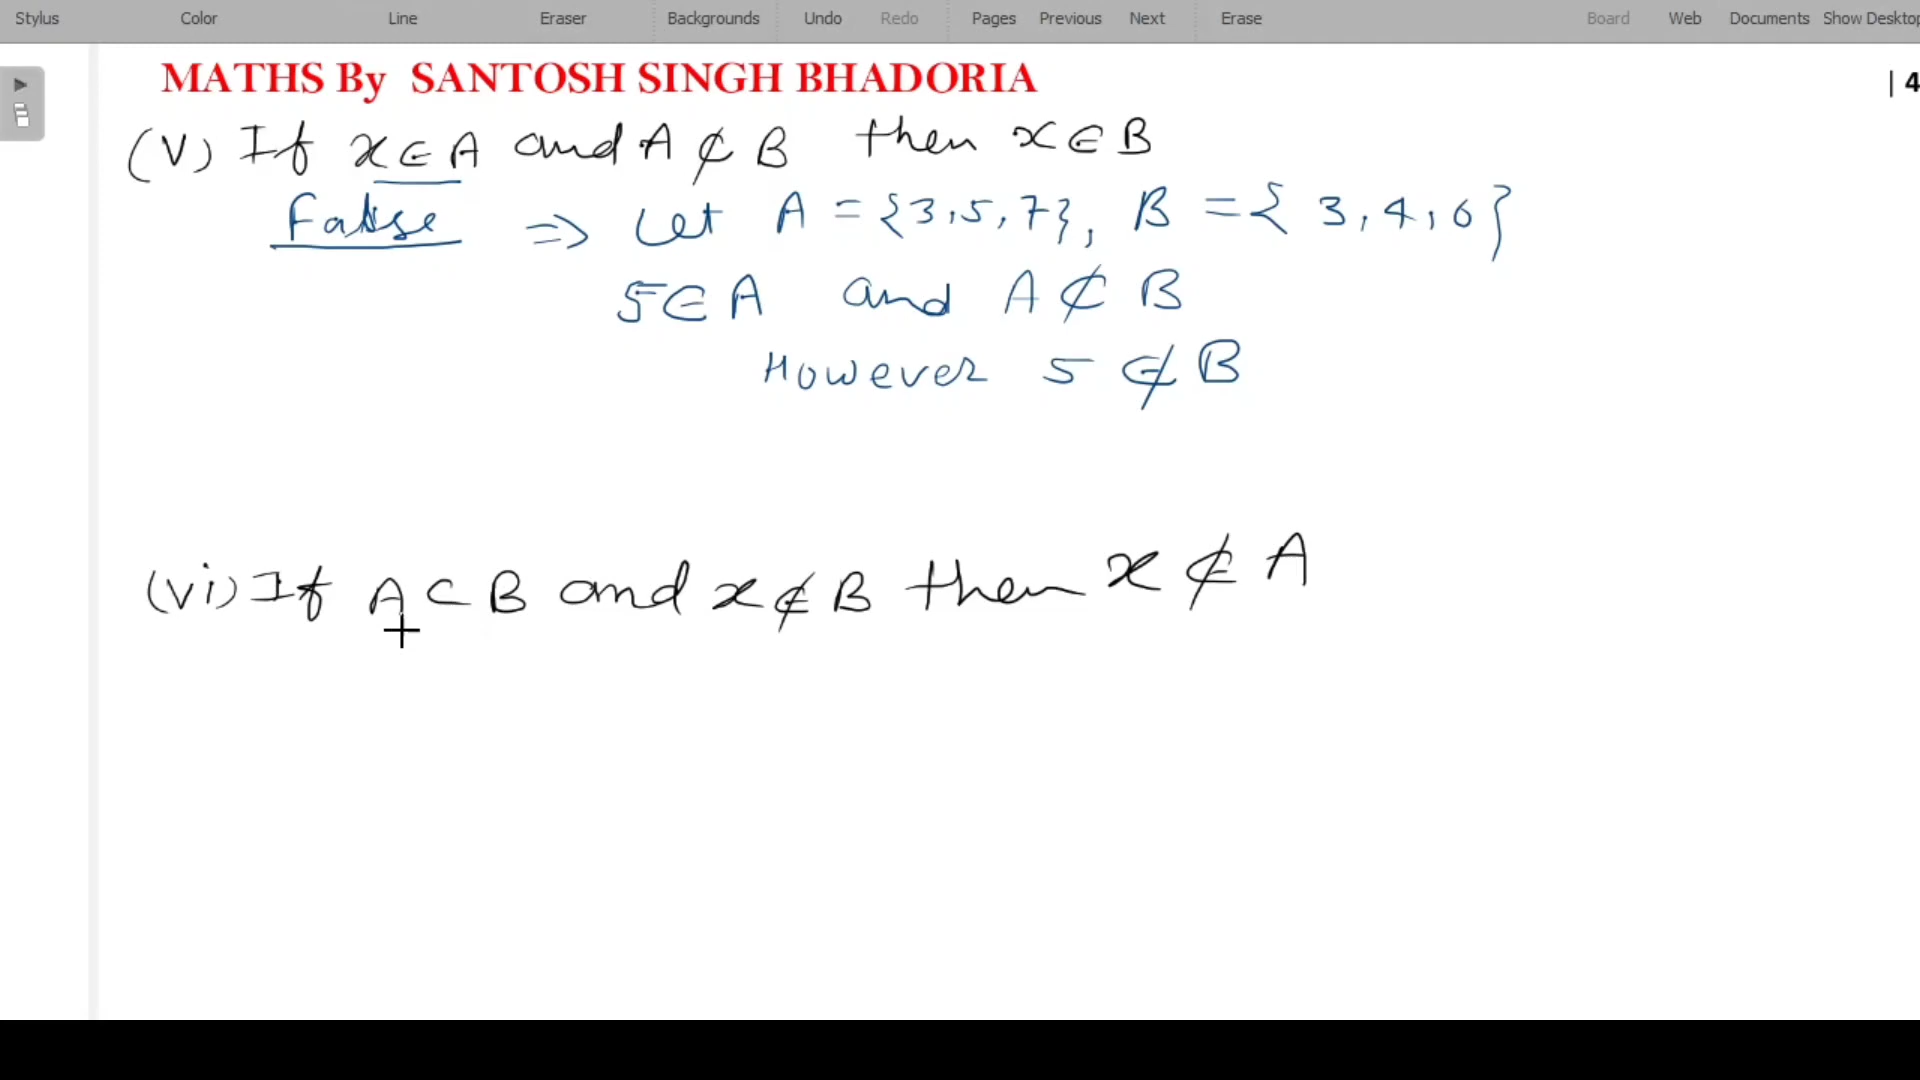 Stylus Color Line Eraser Backgrounds Undo Redo Pages Previous Next Erase Board Web Documents Show Desktop
MATHS By SANTOSH SINGH BHADORIA | 4
(V) If x∈A and A ⊄ B then x∈B
False ⇒ Let A = {3,5,7}, B = { 3, 4, 6}
5∈A and A ⊄ B
However 5 ∉ B
(vi) If A ⊂ B and x∉B then x ∉ A